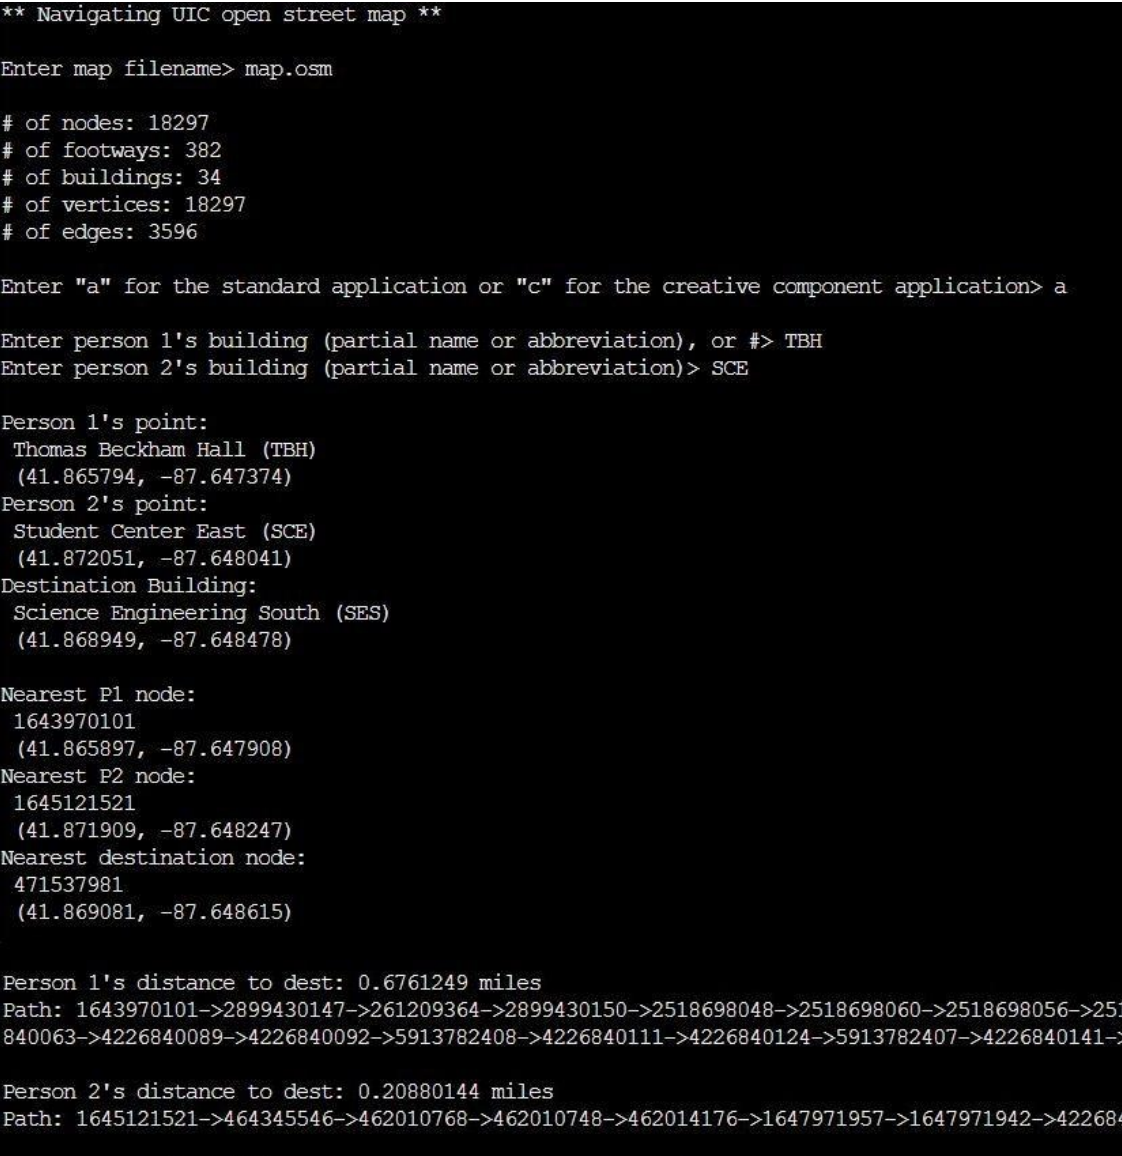 ** Navigating UIC open street map **
Enter map filename> map.osm
# of nodes: 18297
# of footways: 382
# of buildings: 34
# of vertices: 18297
# of edges: 3596
Enter "a" for the standard application or "c" for the creative component application> a
Enter person 1's building (partial name or abbreviation), or #> TBH
Enter person 2's building (partial name or abbreviation)> SCE
Person 1's point:
Thomas Beckham Hall (TBH)
(41.865794, -87.647374)
Person 2's point:
Student Center East (SCE)
(41.872051, -87.648041)
Destination Building:
Science Engineering South (SES)
(41.868949, -87.648478)
Nearest P1 node:
1643970101
(41.865897, -87.647908)
Nearest P2 node:
1645121521
(41.871909, -87.648247)
Nearest destination node:
471537981
(41.869081, -87.648615)
Person 1's distance to dest: 0.6761249 miles
Path: 1643970101->2899430147->261209364->2899430150->2518698048->2518698060->2518698056->251
840063->4226840089->4226840092->5913782408->4226840111->4226840124->5913782407->4226840141->
Person 2's distance to dest: 0.20880144 miles
Path: 1645121521->464345546->462010768->462010748->462014176->1647971957->1647971942->422684